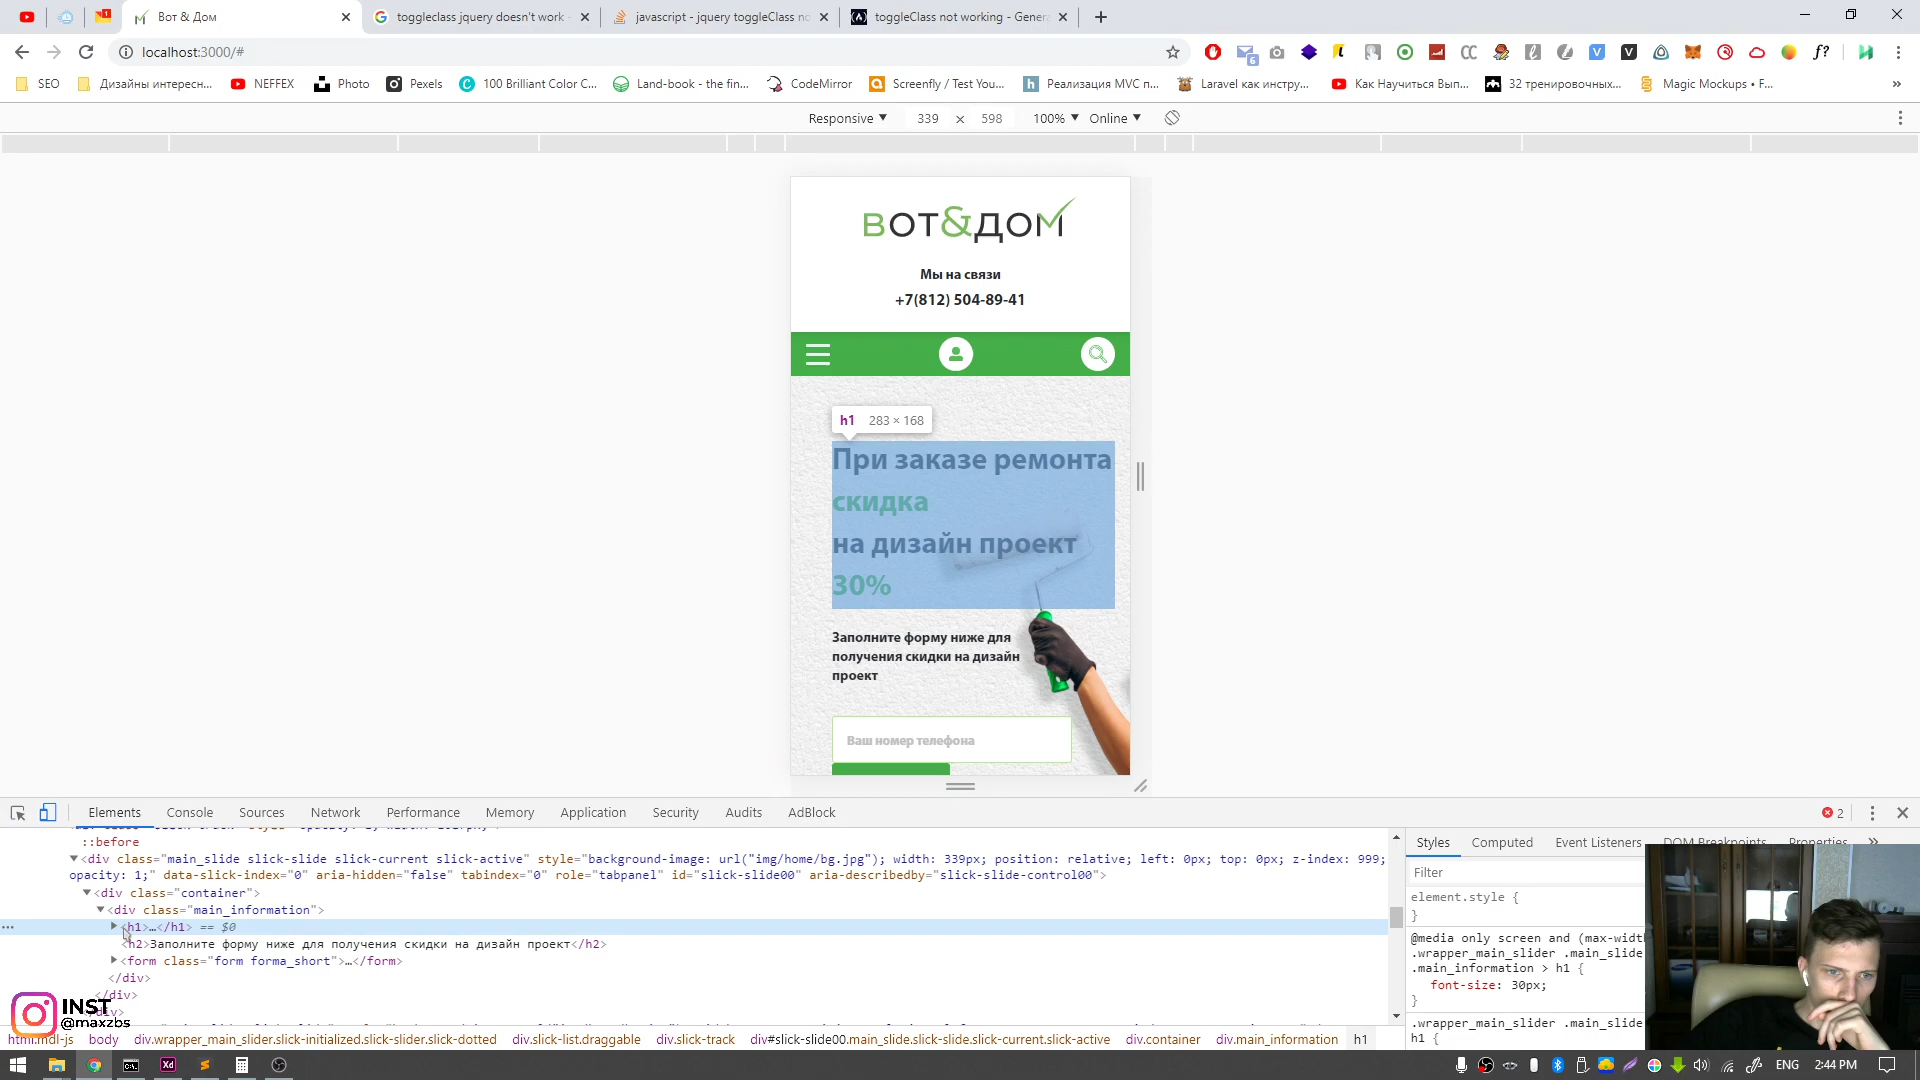 Вот & Дом
toggleclass jquery doesn't work -
javascript - jquery toggleClass no
toggleClass not working - Genera
localhost:3000/#
SEO
Дизайны интересн...
NEFFEX
Photo
Pexels
100 Brilliant Color C...
Land-book - the fin...
CodeMirror
Screenfly / Test You...
Реализация MVC п...
Laravel как инстру...
Как Научиться Вып...
32 тренировочных...
Magic Mockups • F...
»
Responsive ▼ 339 × 598 100% ▼ Online ▼
ВОТ&ДОМ
Мы на связи
+7(812) 504-89-41
h1 283 × 168
При заказе ремонта
скидка
на дизайн проект
30%
Заполните форму ниже для
получения скидки на дизайн
проект
Ваш номер телефона
Elements Console Sources Network Performance Memory Application Security Audits AdBlock 2
::before
<div class="main_slide slick-slide slick-current slick-active" style="background-image: url("img/home/bg.jpg"); width: 339px; position: relative; left: 0px; top: 0px; z-index: 999;
opacity: 1;" data-slick-index="0" aria-hidden="false" tabindex="0" role="tabpanel" id="slick-slide00" aria-describedby="slick-slide-control00">
<div class="container">
<div class="main_information">
<h1>…</h1> == $0
<h2>Заполните форму ниже для получения скидки на дизайн проект</h2>
<form class="form forma_short">…</form>
</div>
</div>
INST
@maxzbs
html.mdl-js body div.wrapper_main_slider.slick-initialized.slick-slider.slick-dotted div.slick-list.draggable div.slick-track div#slick-slide00.main_slide.slick-slide.slick-current.slick-active div.container div.main_information h1
Styles Computed Event Listeners DOM Breakpoints Properties »
Filter
element.style {
}
@media only screen and (max-width
.wrapper_main_slider .main_slide
.main_information > h1 {
font-size: 30px;
}
.wrapper_main_slider .main_slide
h1 {
ENG 2:44 PM